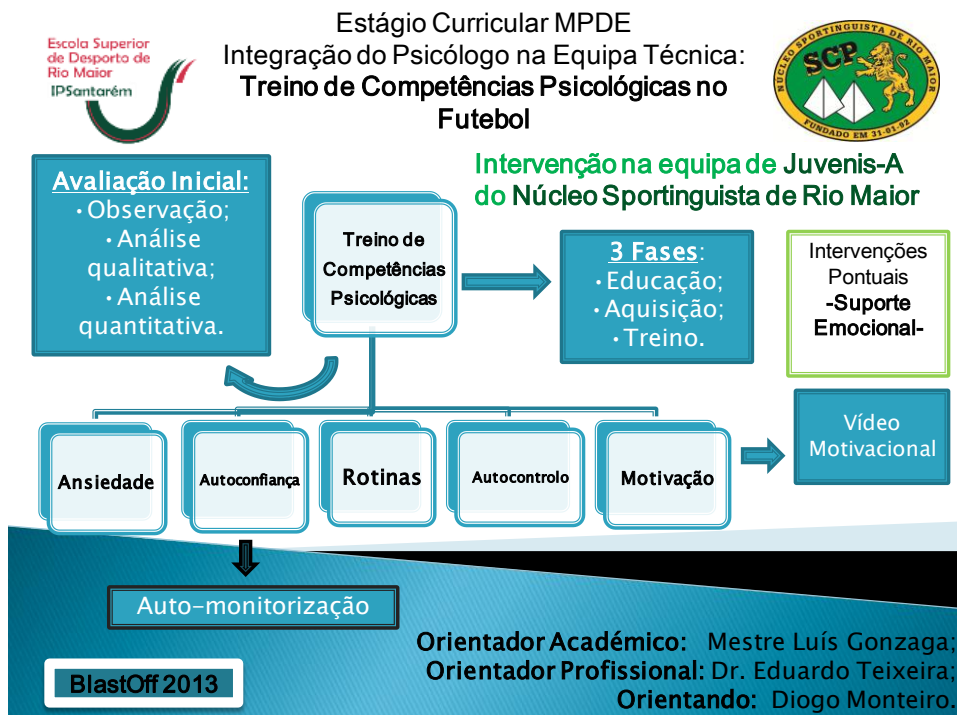 Estágio Curricular MPDE
Integração do Psicólogo na Equipa Técnica:
Treino de Competências Psicológicas no
Futebol
Escola Superior
de Desporto de
Rio Maior
IPSantarém
NÚCLEO SPORTINGUISTA DE RIO MAIOR
SCP
FUNDADO EM 31-01-92
Intervenção na equipa de Juvenis-A
do Núcleo Sportinguista de Rio Maior
Avaliação Inicial:
•Observação;
•Análise
qualitativa;
•Análise
quantitativa.
Treino de
Competências
Psicológicas
3 Fases:
•Educação;
•Aquisição;
•Treino.
Intervenções
Pontuais
-Suporte
Emocional-
Ansiedade
Autoconfiança
Rotinas
Autocontrolo
Motivação
Vídeo
Motivacional
Auto-monitorização
Orientador Académico: Mestre Luís Gonzaga;
Orientador Profissional: Dr. Eduardo Teixeira;
Orientando: Diogo Monteiro.
BlastOff 2013